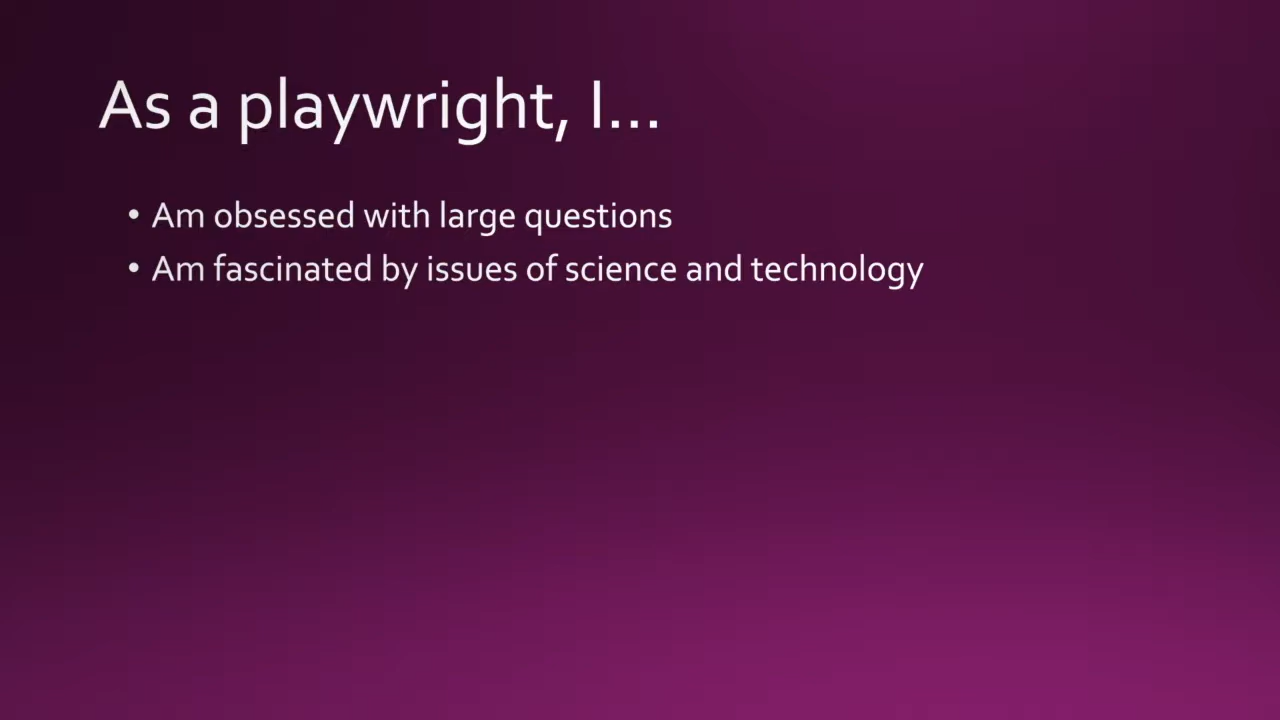 As a playwright, I...
• Am obsessed with large questions
• Am fascinated by issues of science and technology